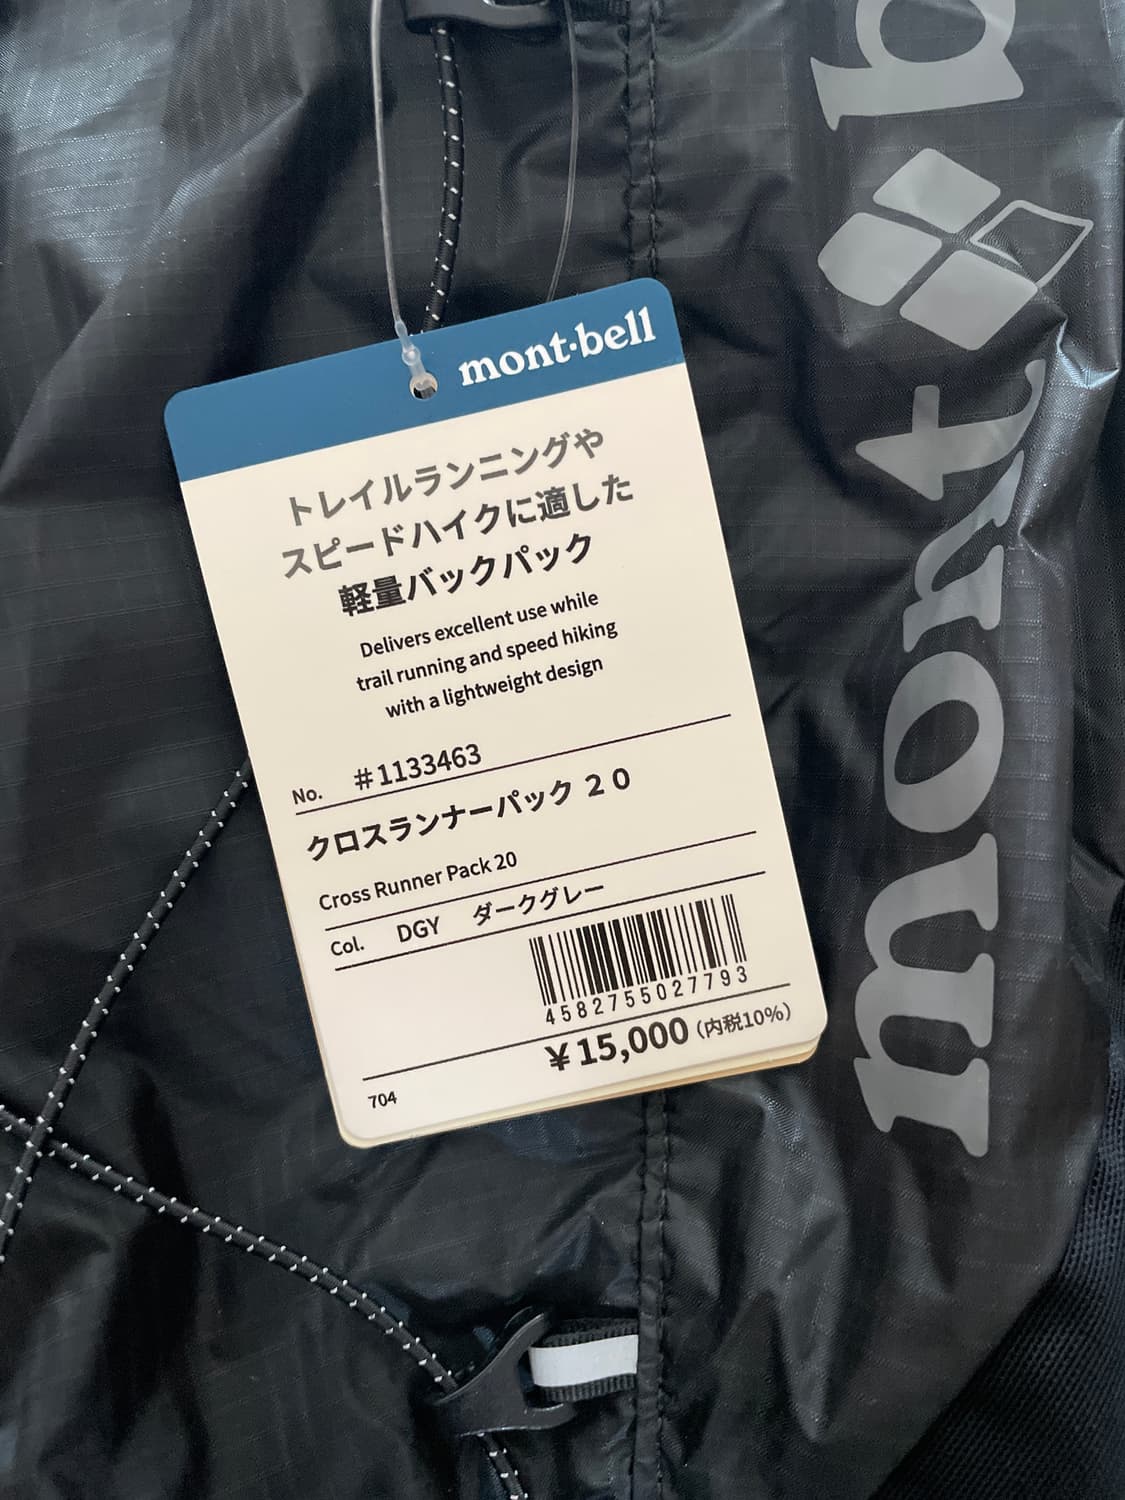 mont·bell
トレイルランニングや
スピードハイクに適した
軽量バックパック
Delivers excellent use while
trail running and speed hiking
with a lightweight design
No. #1133463
クロスランナーパック 20
Cross Runner Pack 20
Col. DGY ダークグレー
4582755027793
¥15,000 (内税10%)
704
mont b